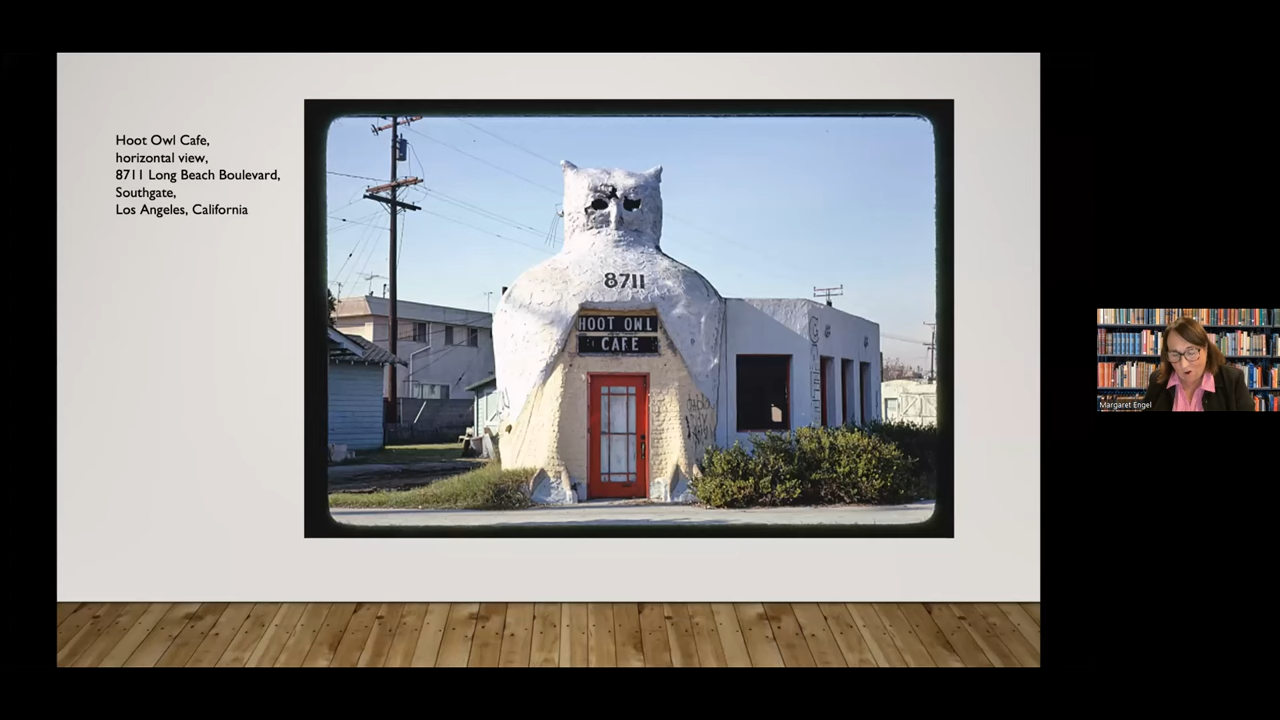 Hoot Owl Cafe,
horizontal view,
8711 Long Beach Boulevard,
Southgate,
Los Angeles, California
8711
HOOT OWL
CAFE
Margaret Engel